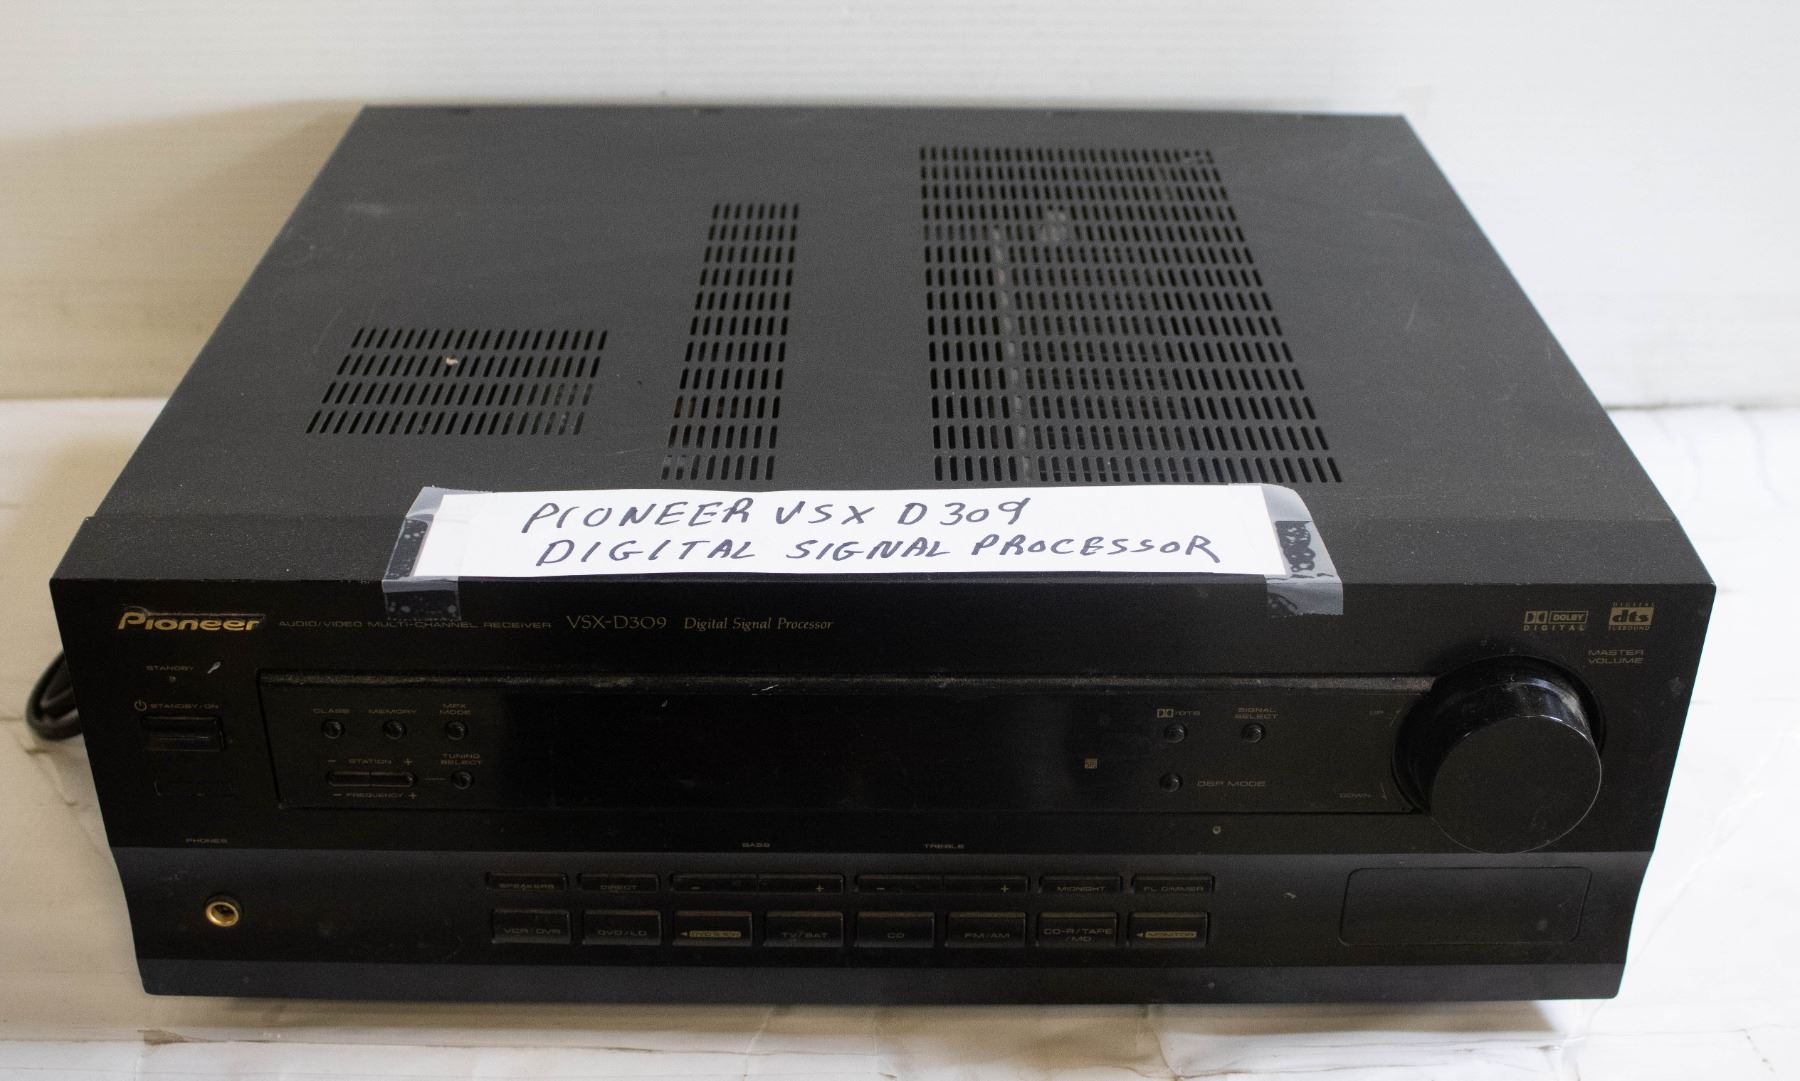 PIONEER VSX D309
DIGITAL SIGNAL PROCESSOR
Pioneer AUDIO/VIDEO MULTI-CHANNEL RECEIVER VSX-D309 Digital Signal Processor
DOLBY DIGITAL
DIGITAL dts SURROUND
MASTER VOLUME
STANDBY
STANDBY/ON
CLASS MEMORY MPX MODE
− STATION + TUNING SELECT
− FREQUENCY +
/DTS SIGNAL SELECT
DSP MODE
UP
DOWN
PHONES
BASS TREBLE
SPEAKERS DIRECT − + − + MIDNIGHT FL DIMMER
VCR/DVR DVD/LD TV/SAT CD FM/AM CD-R/TAPE /MD MONITOR